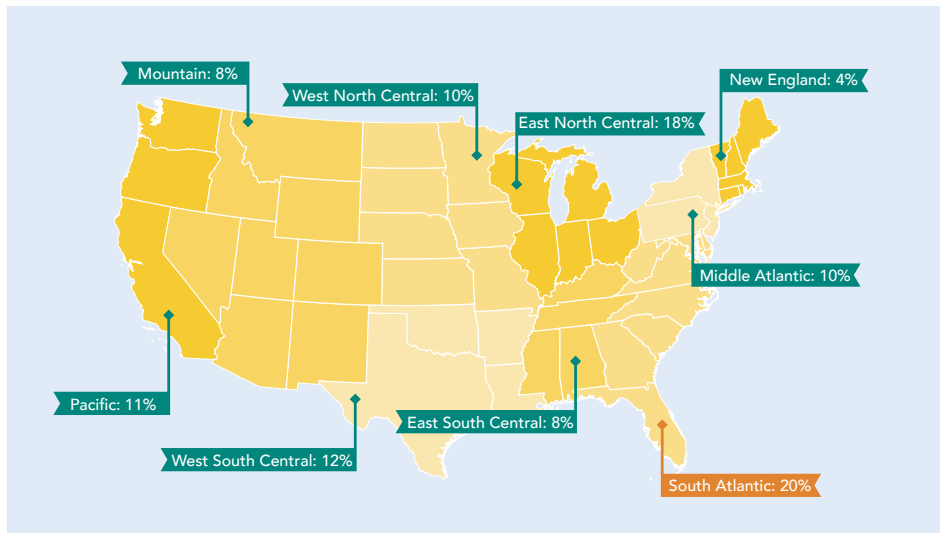 Mountain: 8%
New England: 4%
West North Central: 10%
East North Central: 18%
Middle Atlantic: 10%
Pacific: 11%
East South Central: 8%
West South Central: 12%
South Atlantic: 20%